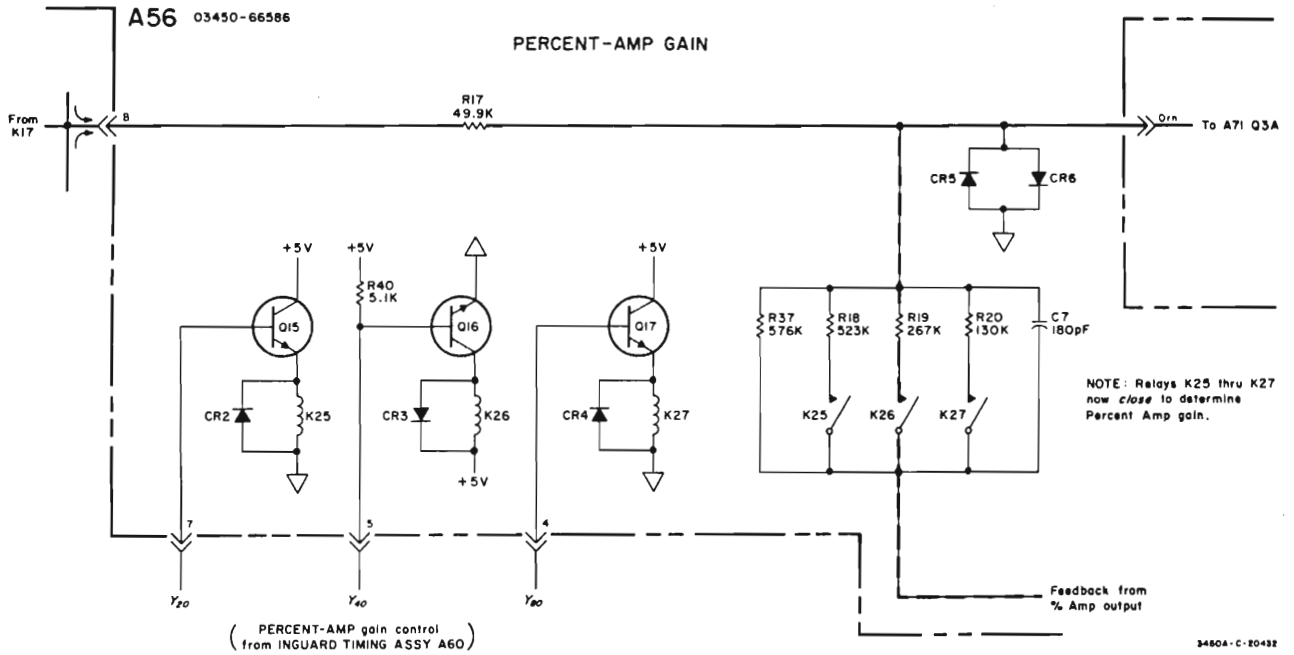 A56 03450-66586
PERCENT-AMP GAIN
From
K17
8
R17
49.9K
Orn
To A71 Q3A
CR5
CR6
+5V
+5V
+5V
R40
5.1K
Q15
Q16
Q17
CR2
K25
CR3
K26
CR4
K27
+5V
R37
576K
R18
523K
R19
267K
R20
130K
C7
180pF
K25
K26
K27
NOTE: Relays K25 thru K27
now close to determine
Percent Amp gain.
7
5
4
Y20
Y40
Y80
(PERCENT-AMP gain control
from INGUARD TIMING ASSY A60)
Feedback from
% Amp output
3450A-C-20432